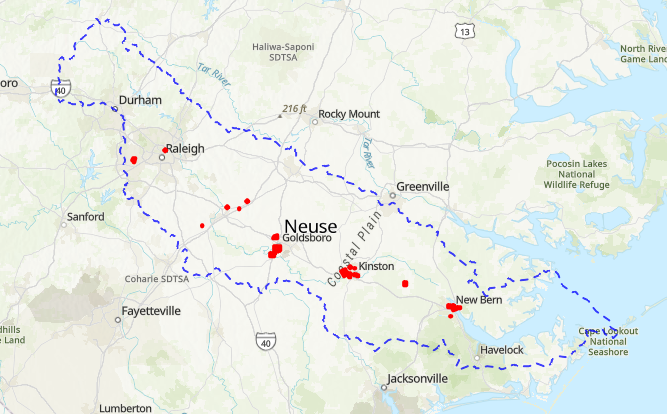 13
North Rive
Game Land
Haliwa-Saponi
SDTSA
Tar River
oro
40
Durham
216 ft
Rocky Mount
Raleigh
Tar River
Pocosin Lakes
National
Wildlife Refuge
Greenville
Sanford
Neuse
Goldsboro
Coastal Plain
Kinston
Coharie SDTSA
New Bern
Fayetteville
dhills
e Land
Cape Lookout
National
Seashore
40
Havelock
Jacksonville
Lumberton